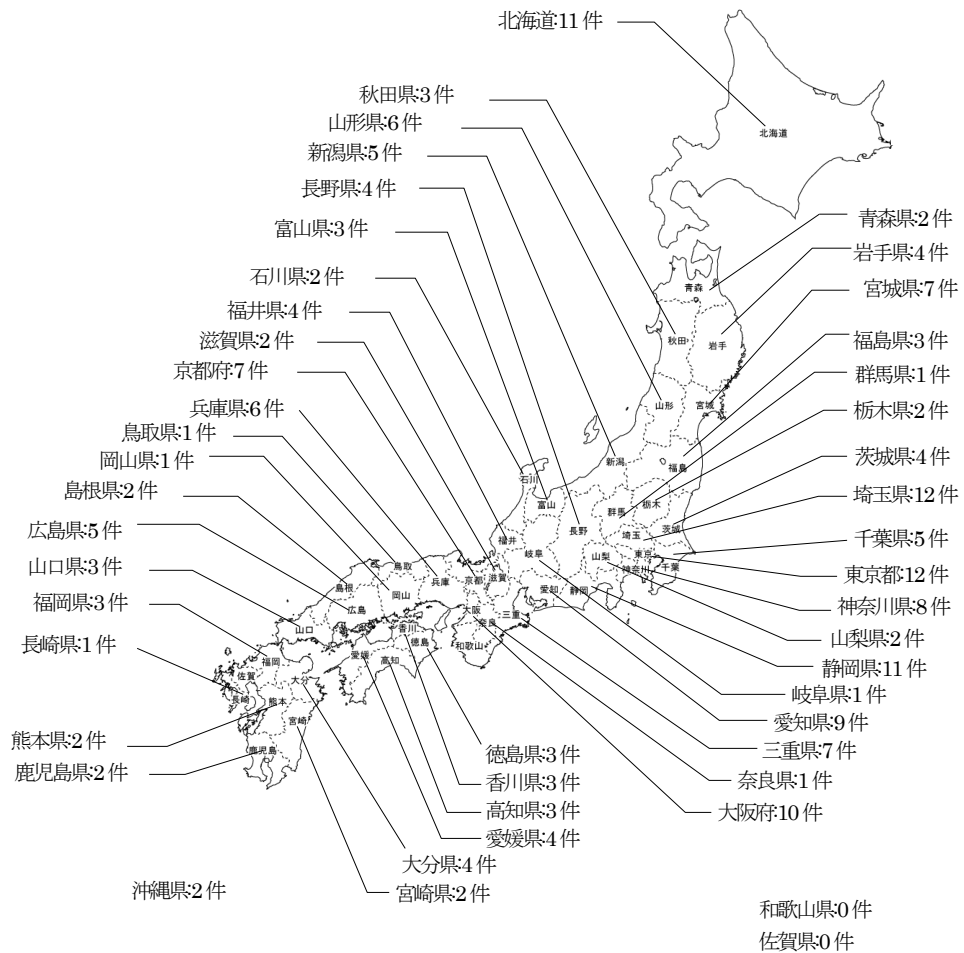 北海道:11件
秋田県:3件
山形県:6件
新潟県:5件
長野県:4件
富山県:3件
石川県:2件
福井県:4件
滋賀県:2件
京都府:7件
兵庫県:6件
鳥取県:1件
岡山県:1件
島根県:2件
広島県:5件
山口県:3件
福岡県:3件
長崎県:1件
熊本県:2件
鹿児島県:2件
沖縄県:2件
青森県:2件
岩手県:4件
宮城県:7件
福島県:3件
群馬県:1件
栃木県:2件
茨城県:4件
埼玉県:12件
千葉県:5件
東京都:12件
神奈川県:8件
山梨県:2件
静岡県:11件
岐阜県:1件
愛知県:9件
三重県:7件
奈良県:1件
大阪府:10件
徳島県:3件
香川県:3件
高知県:3件
愛媛県:4件
大分県:4件
宮崎県:2件
和歌山県:0件
佐賀県:0件
北海道
青森
秋田
岩手
山形
宮城
新潟
福島
石川
富山
群馬
栃木
長野
埼玉
茨城
福井
岐阜
山梨
東京
千葉
神奈川
島根
鳥取
兵庫
京都
滋賀
岡山
愛知
静岡
広島
大阪
三重
奈良
山口
香川
徳島
和歌山
愛媛
高知
福岡
佐賀
大分
長崎
熊本
宮崎
鹿児島